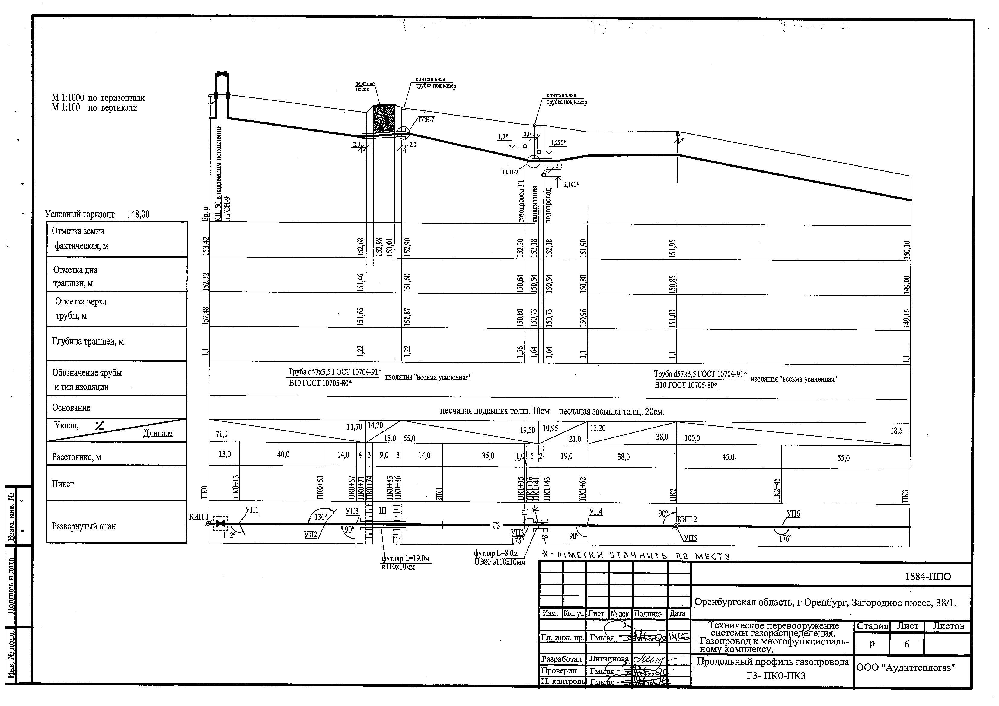 М 1:1000 по горизонтали
М 1:100 по вертикали
засыпка
песок
контрольная
трубка под ковер
контрольная
трубка под ковер
1
ГСН-7
2.0
2.0
1,0*
2.0
1,220*
1
ГСН-7
2,0
2,190*
Вр. в
КШ 50 в надземном исполнении
л.ГСН-9
газопровод Г1
канализация
водопровод
Условный горизонт 148,00
Отметка земли
фактическая, м
153,42 152,68 152,98 153,01 152,90 152,20 152,18 152,18 151,90 151,95 150,10
Отметка дна
траншеи, м
152,32 151,46 151,68 150,64 150,54 150,54 150,80 150,85 149,00
Отметка верха
трубы, м
152,48 151,65 151,87 150,80 150,73 150,73 150,96 151,01 149,16
Глубина траншеи, м
1,1 1,22 1,22 1,56 1,64 1,64 1,1 1,1 1,1
Обозначение трубы
и тип изоляции
Труба d57х3,5 ГОСТ 10704-91*
В10 ГОСТ 10705-80*
изоляция "весьма усиленная"
Труба d57х3,5 ГОСТ 10704-91*
В10 ГОСТ 10705-80*
изоляция "весьма усиленная"
Основание
песчаная подсыпка толщ. 10см песчаная засыпка толщ. 20см.
Уклон, ‰
Длина,м
11,70 14,70 19,50 10,95 13,20 18,5
71,0 15,0 55,0 21,0 38,0 100,0
Расстояние, м
13,0 40,0 14,0 4 3 9,0 3 14,0 35,0 1,0 5 2 19,0 38,0 45,0 55,0
Пикет
ПК0 ПК0+13 ПК0+53 ПК0+67 ПК0+71 ПК0+74 ПК0+83 ПК0+86 ПК1 ПК1+35 ПК1+36 ПК1+41 ПК1+43 ПК1+62 ПК2 ПК2+45 ПК3
Развернутый план
КИП 1
УП1
112°
130°
УП2
УП3
90°
Щ
Г3
Г1
К
УП3
175°
В
УП4
90°
90°
КИП 2
УП5
УП6
176°
футляр L=19.0м
ø110х10мм
футляр L=8.0м
ПЭ80 ø110х10мм
* - ОТМЕТКИ УТОЧНИТЬ ПО МЕСТУ
1884-ППО
Оренбургская область, г.Оренбург, Загородное шоссе, 38/1.
Изм. Кол. уч. Лист № док. Подпись Дата
Техническое перевооружение
системы газораспределения.
Газопровод к многофункциональ-
ному комплексу.
Стадия Лист Листов
р 6
Гл. инж. пр. Гмыря 14.06
Разработал Литвинова
Проверил Гмыря
Н. контроль Гмыря
Продольный профиль газопровода
Г3- ПК0-ПК3
ООО "Аудиттеплогаз"
Взам. инв. №
Подпись и дата
Инв. № подл.